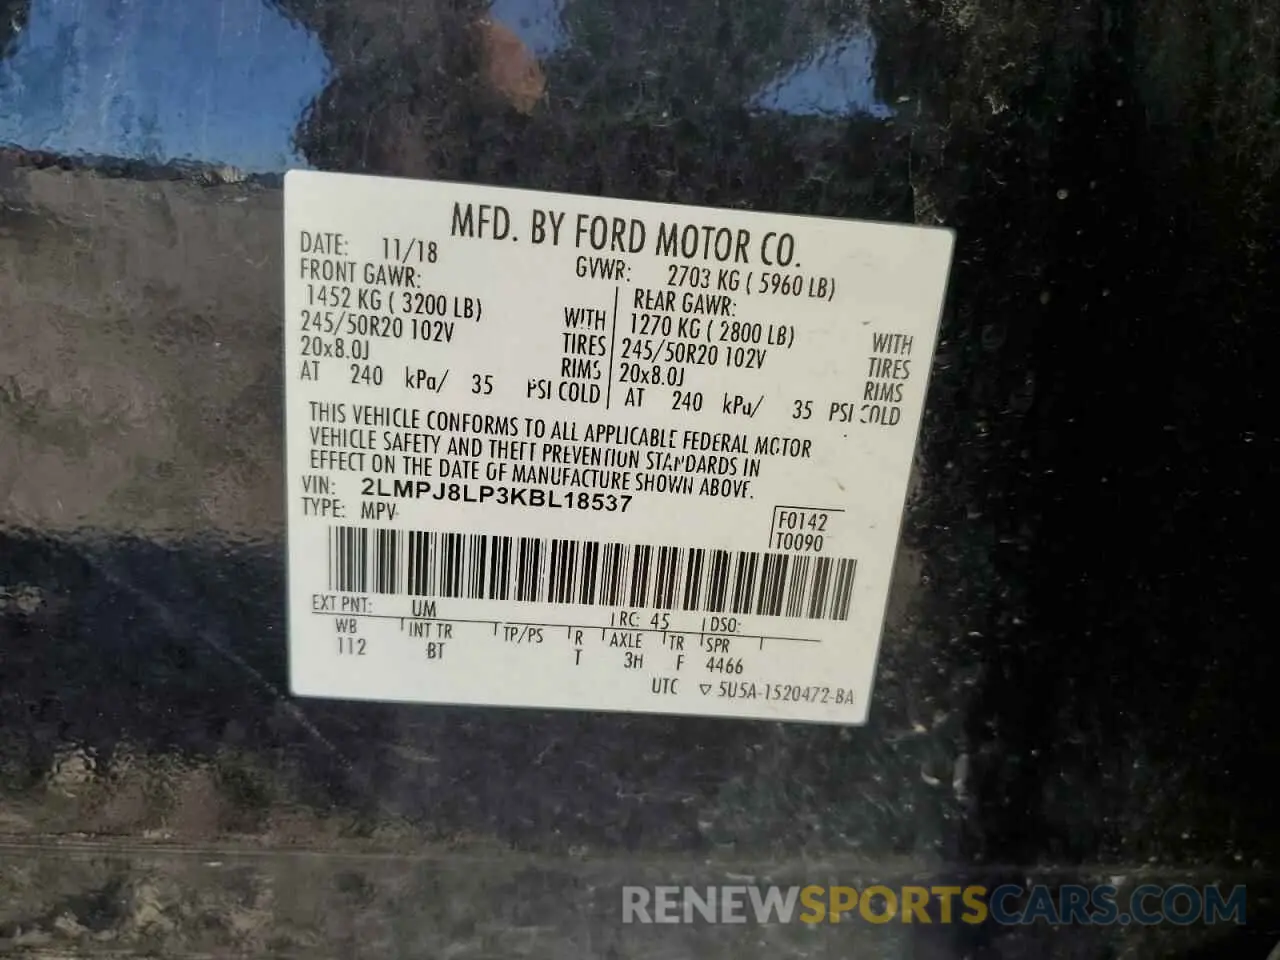 MFD. BY FORD MOTOR CO.
DATE: 11/18 GVWR: 2703 KG ( 5960 LB)
FRONT GAWR: REAR GAWR:
1452 KG ( 3200 LB) WITH 1270 KG ( 2800 LB) WITH
245/50R20 102V TIRES 245/50R20 102V TIRES
20x8.0J RIMS 20x8.0J RIMS
AT 240 kPa/ 35 PSI COLD AT 240 kPa/ 35 PSI COLD
THIS VEHICLE CONFORMS TO ALL APPLICABLE FEDERAL MOTOR
VEHICLE SAFETY AND THEFT PREVENTION STANDARDS IN
EFFECT ON THE DATE OF MANUFACTURE SHOWN ABOVE.
VIN: 2LMPJ8LP3KBL18537
TYPE: MPV
F0142
T0090
EXT PNT: UM RC: 45 DSO:
WB INT TR TP/PS R AXLE TR SPR
112 BT T 3H F 4466
UTC ▽ 5U5A-1520472-BA
RENEWSPORTSCARS.COM